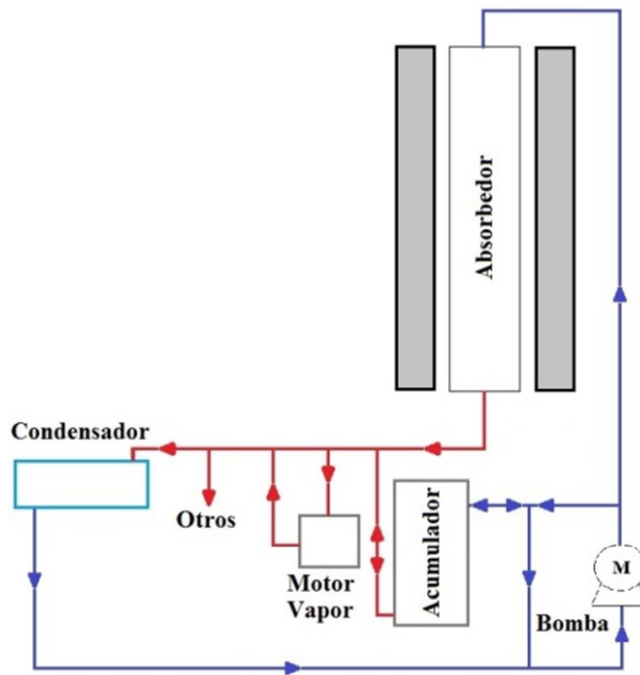 Absorbedor
Condensador
Otros
Motor
Vapor
Acumulador
M
Bomba